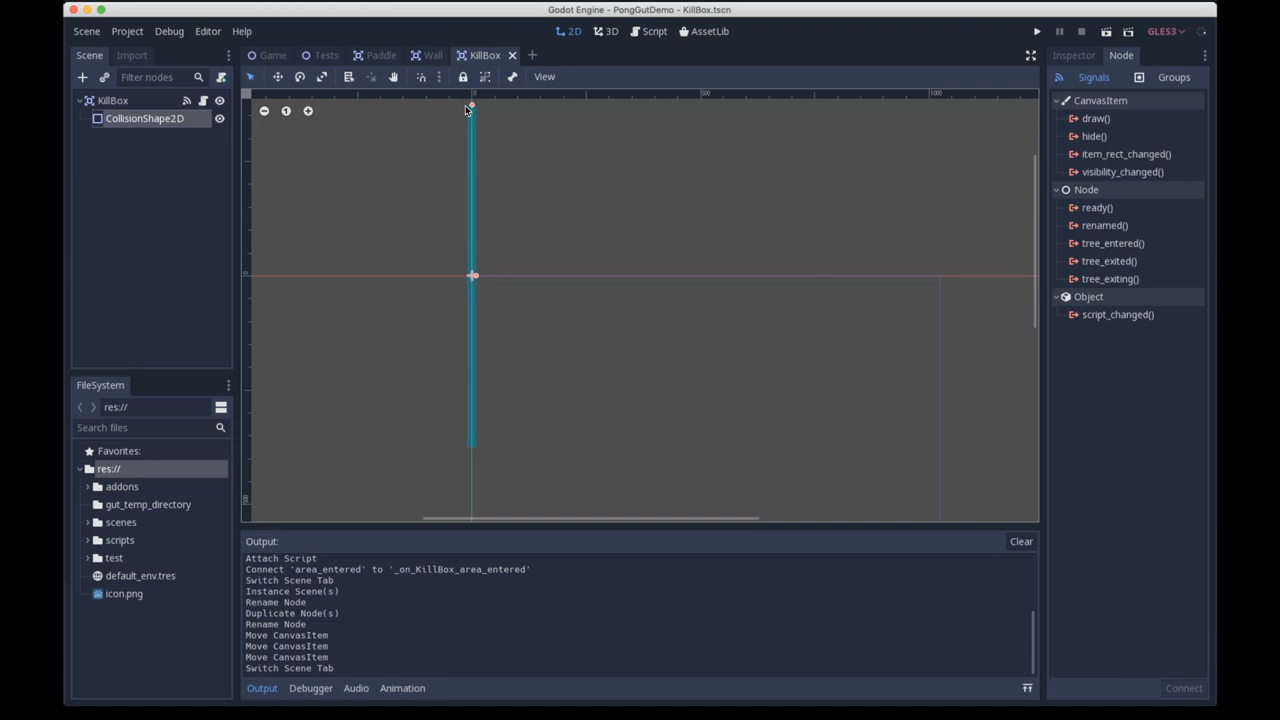 Godot Engine - PongGutDemo - KillBox.tscn
Scene Project Debug Editor Help
2D 3D Script AssetLib
GLES3
Scene Import
Filter nodes
KillBox
CollisionShape2D
Game Tests Paddle Wall KillBox
View
0 500 1000
0
500
FileSystem
res://
Search files
Favorites:
res://
addons
gut_temp_directory
scenes
scripts
test
default_env.tres
icon.png
Output:
Clear
Attach Script
Connect 'area_entered' to '_on_KillBox_area_entered'
Switch Scene Tab
Instance Scene(s)
Rename Node
Duplicate Node(s)
Rename Node
Move CanvasItem
Move CanvasItem
Move CanvasItem
Switch Scene Tab
Output Debugger Audio Animation
Inspector Node
Signals Groups
CanvasItem
draw()
hide()
item_rect_changed()
visibility_changed()
Node
ready()
renamed()
tree_entered()
tree_exited()
tree_exiting()
Object
script_changed()
Connect